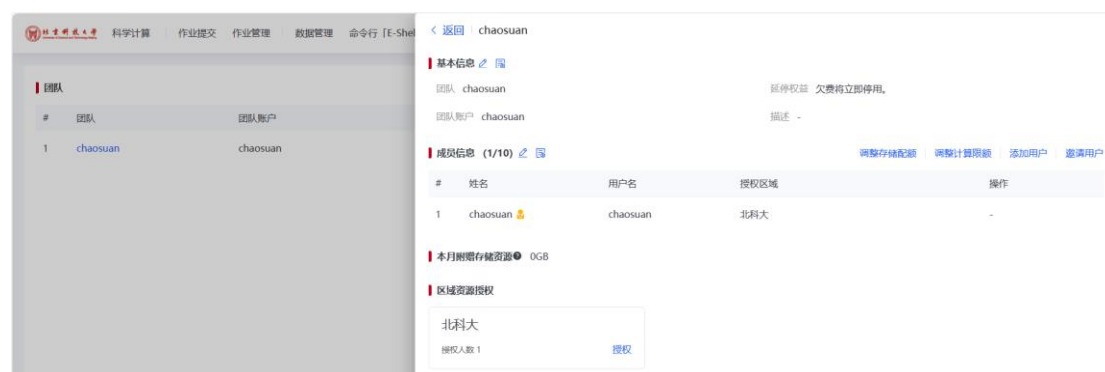 北京科技大学 科学计算 作业提交 作业管理 数据管理 命令行「E-Shel
团队
# 团队 团队账户
1 chaosuan chaosuan
返回 chaosuan
基本信息
团队 chaosuan 延停权益 欠费将立即停用。
团队账户 chaosuan 描述 -
成员信息 (1/10) 调整存储配额 调整计算限额 添加用户 邀请用户
# 姓名 用户名 授权区域 操作
1 chaosuan chaosuan 北科大 -
本月附赠存储资源 0GB
区域资源授权
北科大
授权人数 1 授权